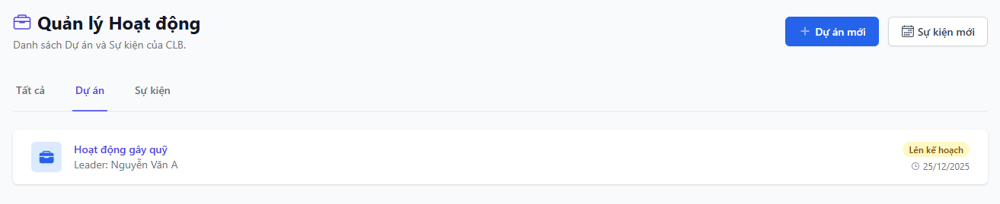 Quản lý Hoạt động
Danh sách Dự án và Sự kiện của CLB.
Dự án mới
Sự kiện mới
Tất cả
Dự án
Sự kiện
Hoạt động gây quỹ
Leader: Nguyễn Văn A
Lên kế hoạch
25/12/2025